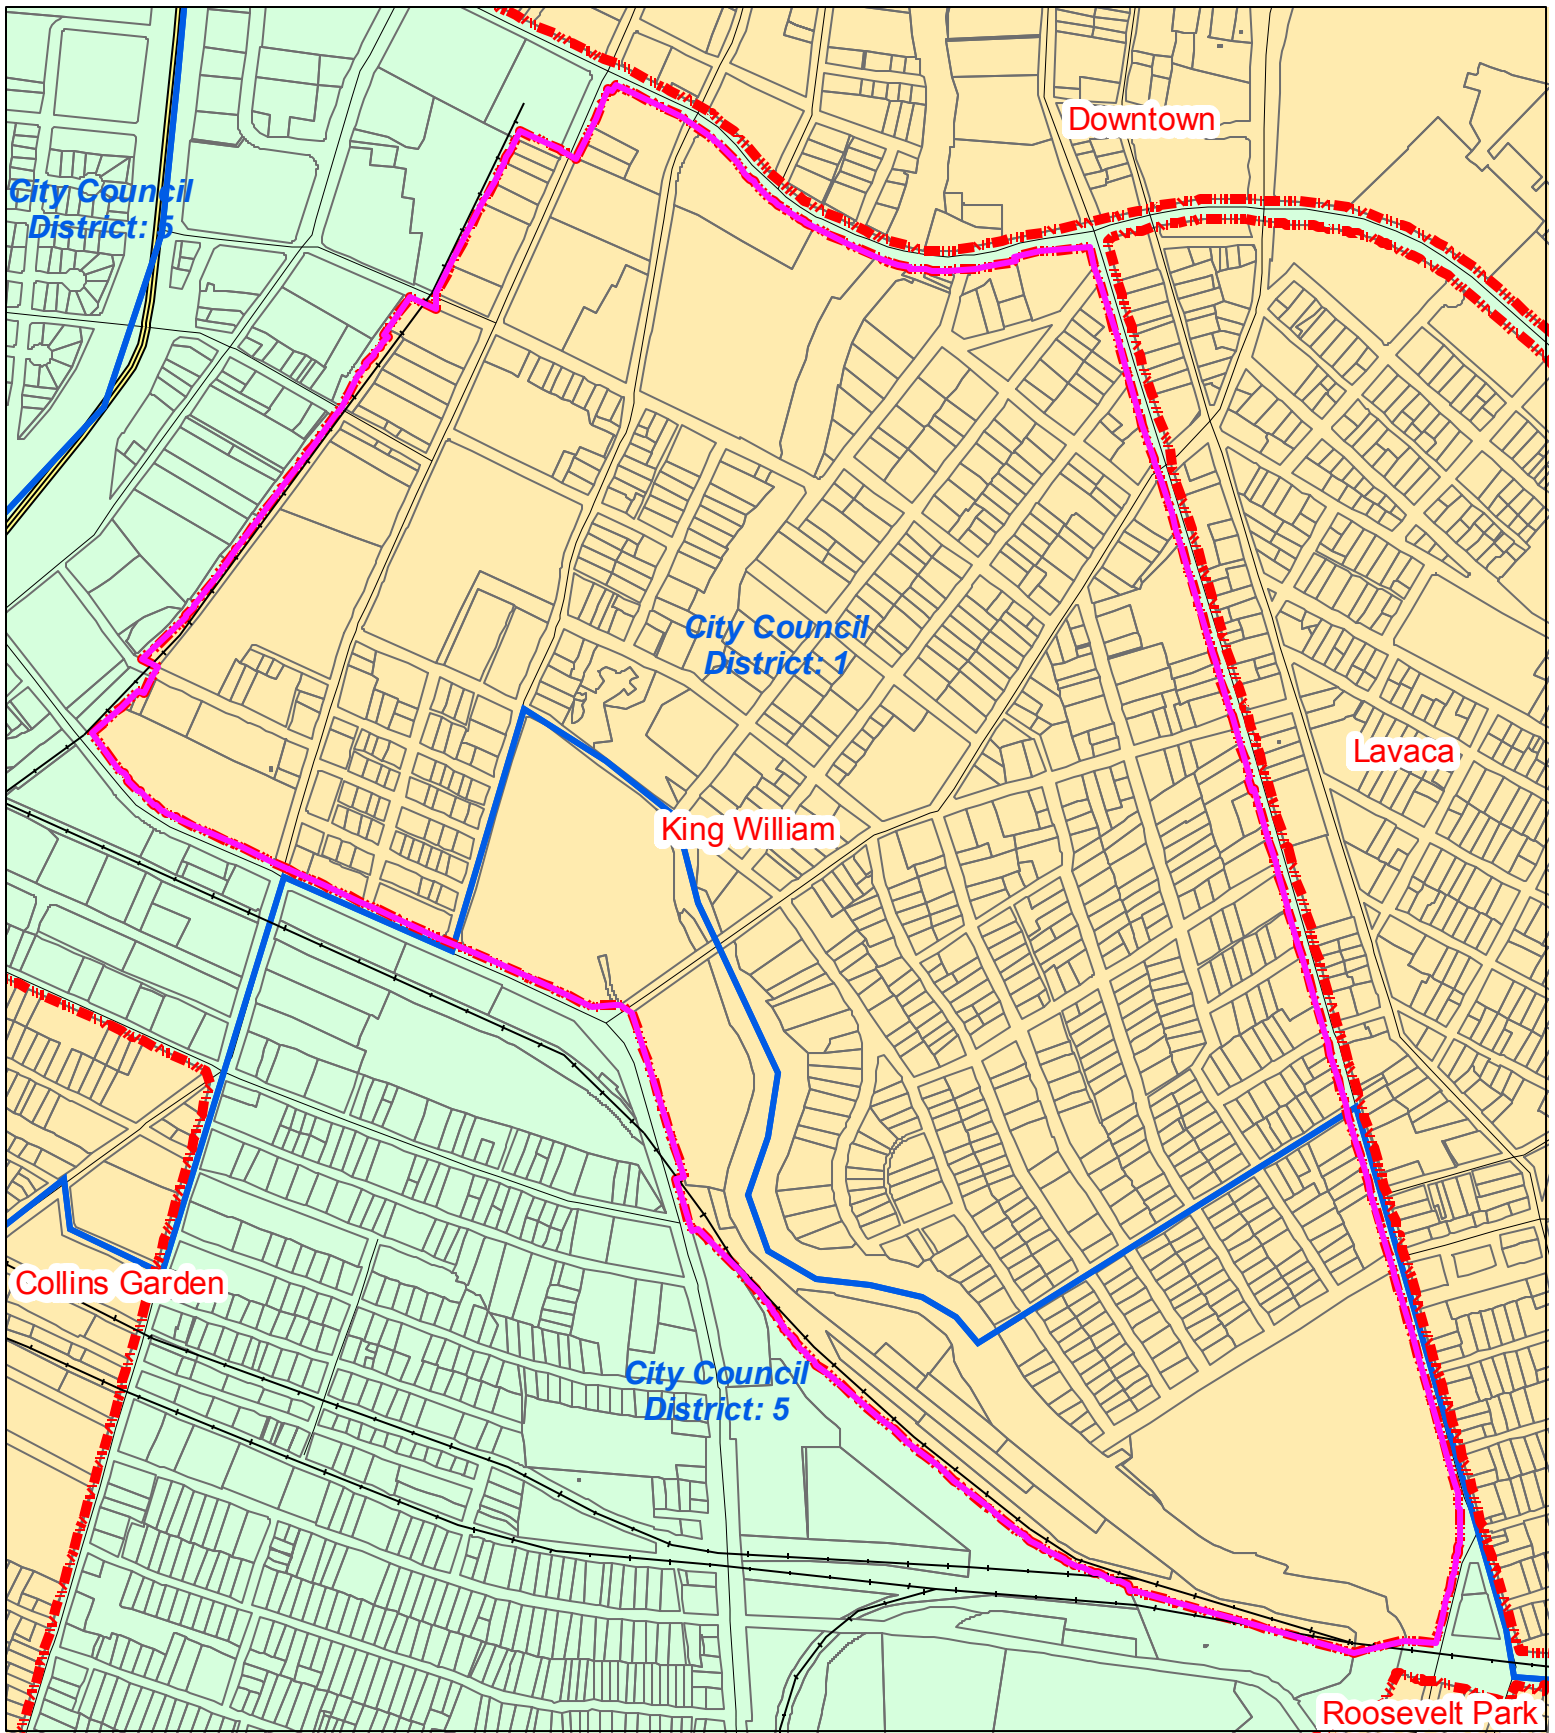 Downtown
City Council
District: 5
City Council
District: 1
Lavaca
King William
Collins Garden
City Council
District: 5
Roosevelt Park